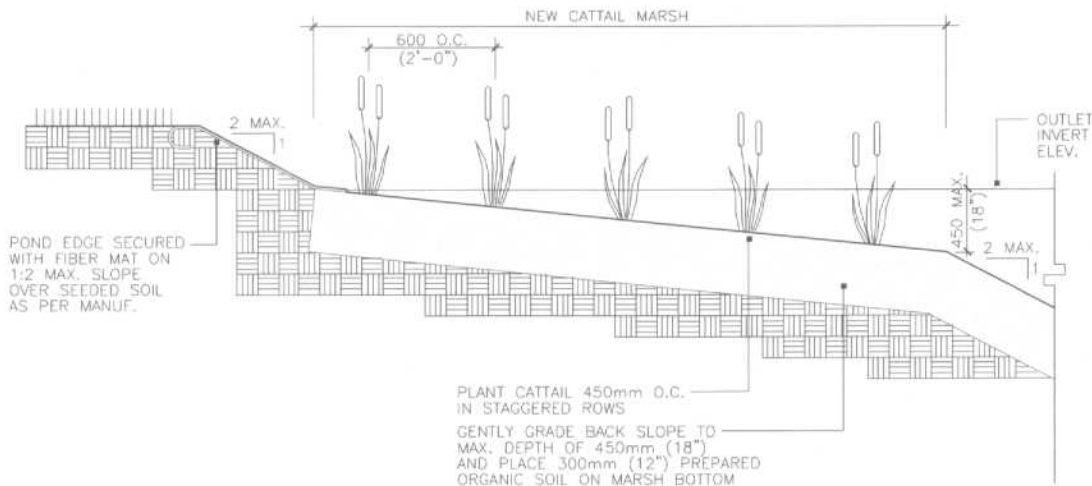 NEW CATTAIL MARSH
600 O.C.
(2'-0")
2 MAX.
1
OUTLET
INVERT
ELEV.
450 MAX.
(18")
2 MAX.
1
POND EDGE SECURED
WITH FIBER MAT ON
1:2 MAX. SLOPE
OVER SEEDED SOIL
AS PER MANUF.
PLANT CATTAIL 450mm O.C.
IN STAGGERED ROWS
GENTLY GRADE BACK SLOPE TO
MAX. DEPTH OF 450mm (18")
AND PLACE 300mm (12") PREPARED
ORGANIC SOIL ON MARSH BOTTOM